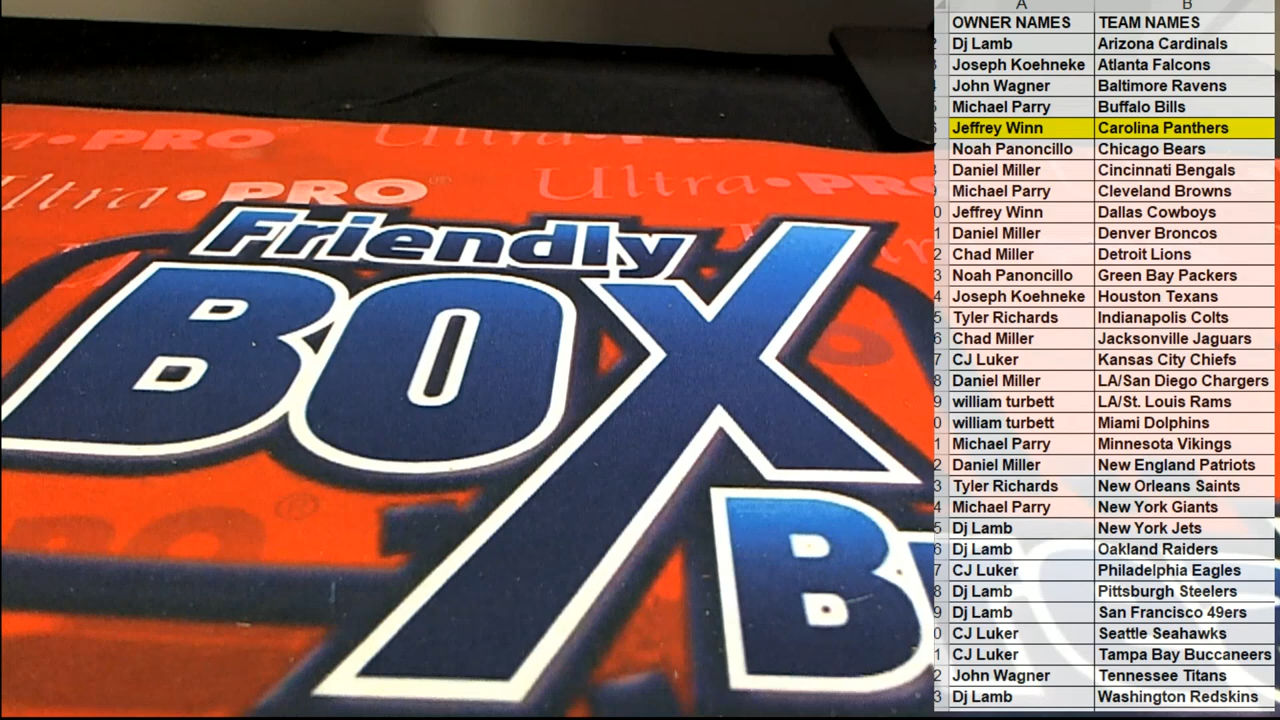 ra•PRO Ultra•PRO
Ultra•PRO® Ultra•PRO
Friendly
BOX
A B
OWNER NAMES TEAM NAMES
Dj Lamb Arizona Cardinals
Joseph Koehneke Atlanta Falcons
John Wagner Baltimore Ravens
Michael Parry Buffalo Bills
Jeffrey Winn Carolina Panthers
Noah Panoncillo Chicago Bears
Daniel Miller Cincinnati Bengals
Michael Parry Cleveland Browns
Jeffrey Winn Dallas Cowboys
Daniel Miller Denver Broncos
Chad Miller Detroit Lions
Noah Panoncillo Green Bay Packers
Joseph Koehneke Houston Texans
Tyler Richards Indianapolis Colts
Chad Miller Jacksonville Jaguars
CJ Luker Kansas City Chiefs
Daniel Miller LA/San Diego Chargers
william turbett LA/St. Louis Rams
william turbett Miami Dolphins
Michael Parry Minnesota Vikings
Daniel Miller New England Patriots
Tyler Richards New Orleans Saints
Michael Parry New York Giants
Dj Lamb New York Jets
Dj Lamb Oakland Raiders
CJ Luker Philadelphia Eagles
Dj Lamb Pittsburgh Steelers
Dj Lamb San Francisco 49ers
CJ Luker Seattle Seahawks
CJ Luker Tampa Bay Buccaneers
John Wagner Tennessee Titans
Dj Lamb Washington Redskins